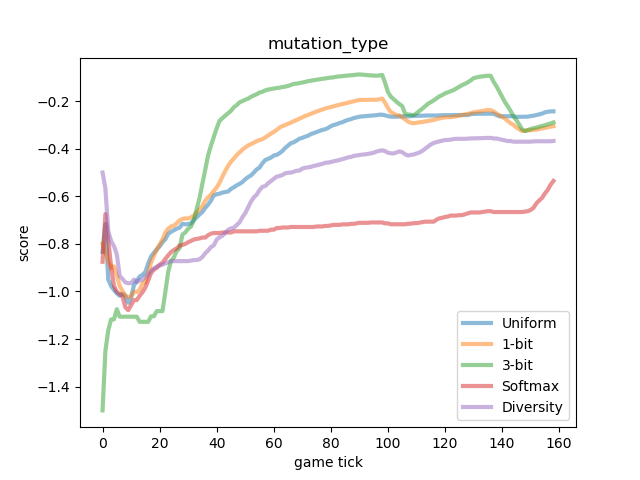 mutation_type
score
−0.2
−0.4
−0.6
−0.8
−1.0
−1.2
−1.4
0 20 40 60 80 100 120 140 160
game tick
Uniform
1-bit
3-bit
Softmax
Diversity